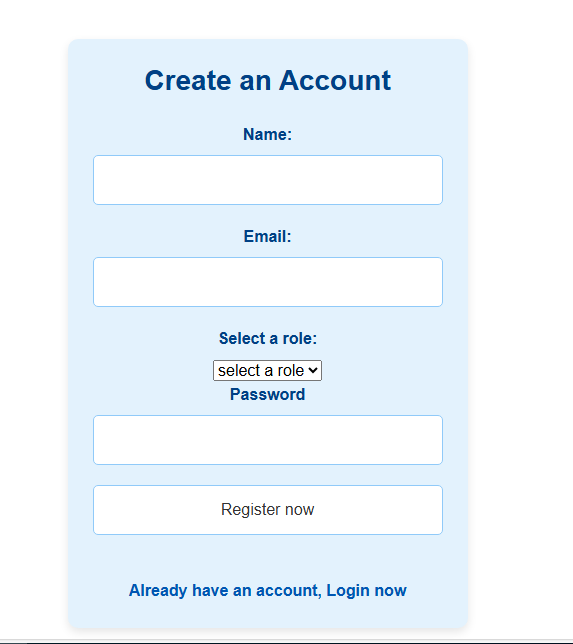 Create an Account
Name:
Email:
Select a role:
select a role
Password
Register now
Already have an account, Login now